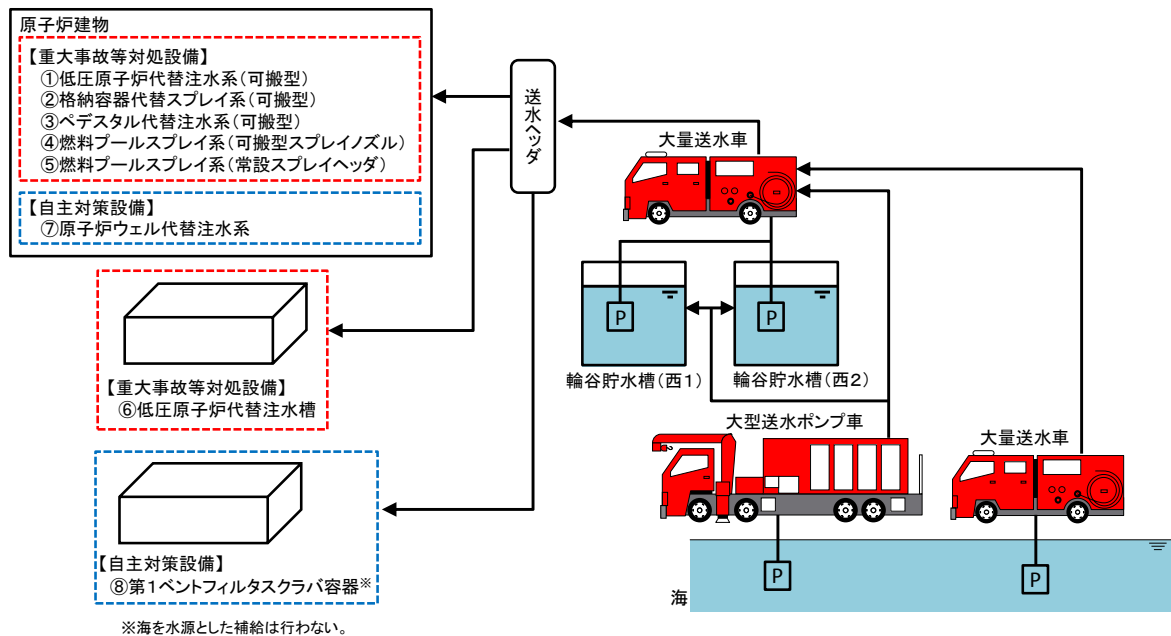 原子炉建物
【重大事故等対処設備】
①低圧原子炉代替注水系(可搬型)
②格納容器代替スプレイ系(可搬型)
③ペデスタル代替注水系(可搬型)
④燃料プールスプレイ系(可搬型スプレイノズル)
⑤燃料プールスプレイ系(常設スプレイヘッダ)
【自主対策設備】
⑦原子炉ウェル代替注水系
送水ヘッダ
大量送水車
P
P
輪谷貯水槽(西1)
輪谷貯水槽(西2)
【重大事故等対処設備】
⑥低圧原子炉代替注水槽
大型送水ポンプ車
大量送水車
【自主対策設備】
⑧第1ベントフィルタスクラバ容器※
P
P
海
※海を水源とした補給は行わない。